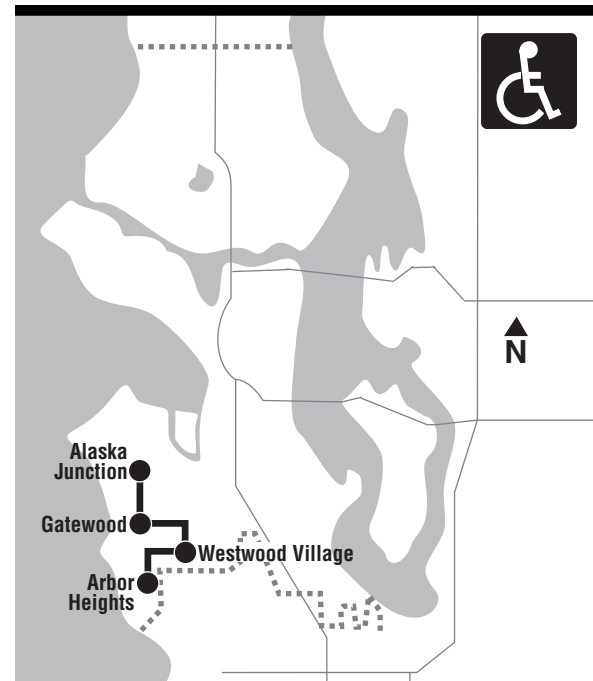 N
Alaska
Junction
Gatewood
Westwood Village
Arbor
Heights